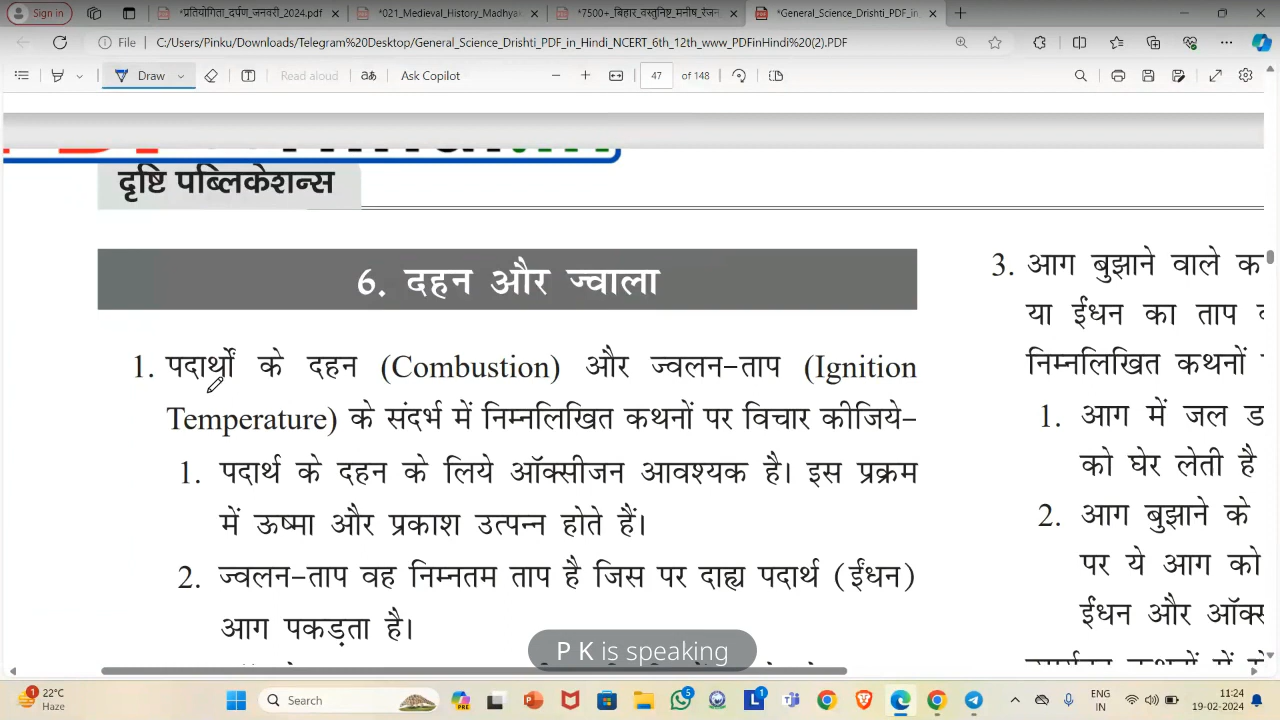 Sign in
*प्रतियोगिता_दर्पण_जनवरी_2024.pdf
*021_Medieval_History_Madhyak
*7500+_बिहार_वस्तुनिष्ठ_मनीष_रंजन
*General_Science_Drishti_PDF_in
File
C:/Users/Pinku/Downloads/Telegram%20Desktop/General_Science_Drishti_PDF_in_Hindi_NCERT_6th_12th_www_PDFinHindi%20(2).PDF
Draw
Read aloud
Ask Copilot
47 of 148
दृष्टि पब्लिकेशन्स
6. दहन और ज्वाला
1. पदार्थों के दहन (Combustion) और ज्वलन-ताप (Ignition
Temperature) के संदर्भ में निम्नलिखित कथनों पर विचार कीजिये-
1. पदार्थ के दहन के लिये ऑक्सीजन आवश्यक है। इस प्रक्रम
में ऊष्मा और प्रकाश उत्पन्न होते हैं।
2. ज्वलन-ताप वह निम्नतम ताप है जिस पर दाह्य पदार्थ (ईंधन)
आग पकड़ता है।
3. आग बुझाने वाले क
या ईंधन का ताप
निम्नलिखित कथनों
1. आग में जल ड
को घेर लेती है
2. आग बुझाने के
पर ये आग को
ईंधन और ऑक्स
P K is speaking
1
22°C
Haze
Search
5
1
ENG
IN
11:24
19-02-2024